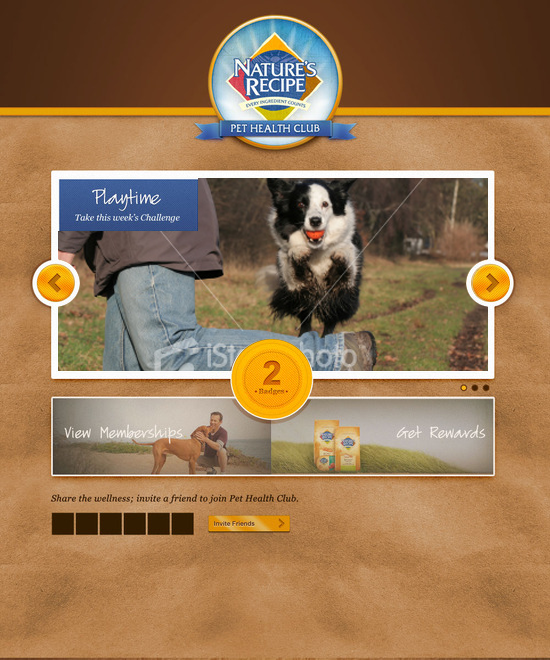 NATURE'S
RECIPE
EVERY INGREDIENT COUNTS
PET HEALTH CLUB
Playtime
Take this week's Challenge
iStockphoto
2
• Badges •
View Memberships
Get Rewards
Share the wellness; invite a friend to join Pet Health Club.
Invite Friends